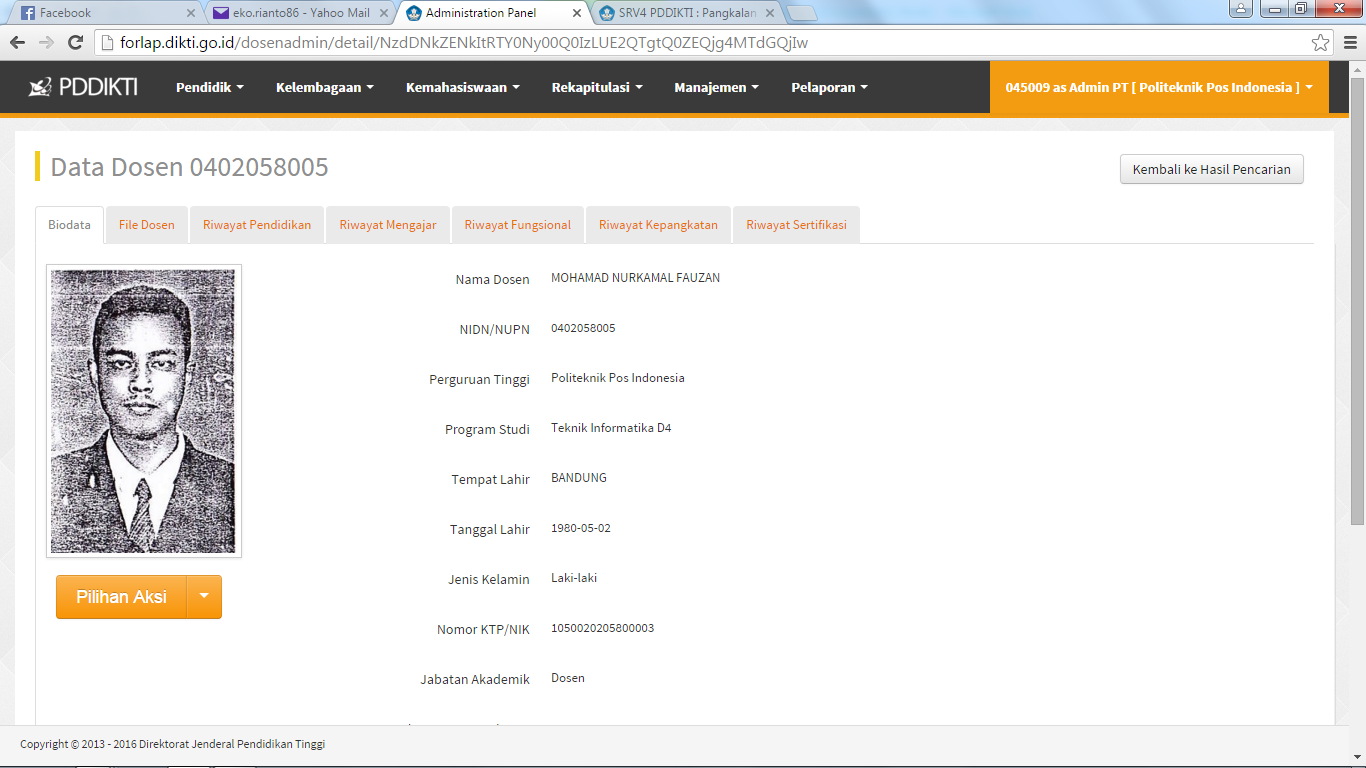 Facebook
eko.rianto86 - Yahoo Mail
Administration Panel
SRV4 PDDIKTI : Pangkalan
forlap.dikti.go.id/dosenadmin/detail/NzdDNkZENkItRTY0Ny00Q0IzLUE2QTgtQ0ZEQjg4MTdGQjIw
PDDIKTI
Pendidik
Kelembagaan
Kemahasiswaan
Rekapitulasi
Manajemen
Pelaporan
045009 as Admin PT [ Politeknik Pos Indonesia ]
Data Dosen 0402058005
Kembali ke Hasil Pencarian
Biodata
File Dosen
Riwayat Pendidikan
Riwayat Mengajar
Riwayat Fungsional
Riwayat Kepangkatan
Riwayat Sertifikasi
Nama Dosen MOHAMAD NURKAMAL FAUZAN
NIDN/NUPN 0402058005
Perguruan Tinggi Politeknik Pos Indonesia
Program Studi Teknik Informatika D4
Tempat Lahir BANDUNG
Tanggal Lahir 1980-05-02
Jenis Kelamin Laki-laki
Nomor KTP/NIK 1050020205800003
Jabatan Akademik Dosen
Pilihan Aksi
Copyright © 2013 - 2016 Direktorat Jenderal Pendidikan Tinggi